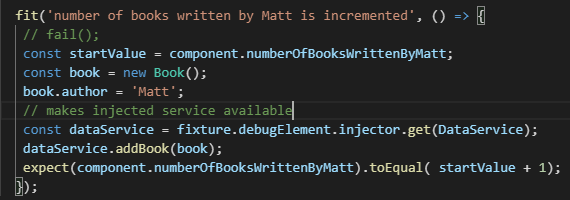 fit('number of books written by Matt is incremented', () => {
// fail();
const startValue = component.numberOfBooksWrittenByMatt;
const book = new Book();
book.author = 'Matt';
// makes injected service available
const dataService = fixture.debugElement.injector.get(DataService);
dataService.addBook(book);
expect(component.numberOfBooksWrittenByMatt).toEqual( startValue + 1);
});